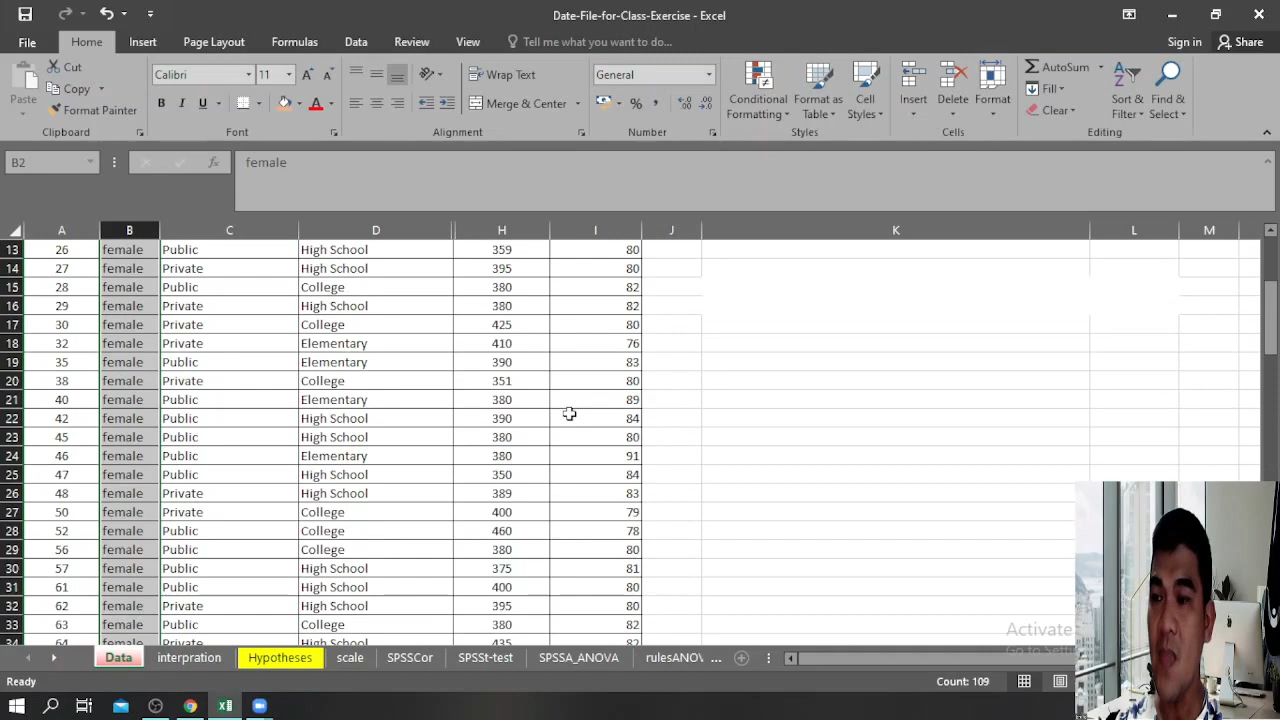 Date-File-for-Class-Exercise - Excel
File Home Insert Page Layout Formulas Data Review View Tell me what you want to do... Sign in Share
Paste Cut Copy Format Painter Clipboard
Calibri 11 B I U Font
Wrap Text Merge & Center Alignment
General % , Number
Conditional Formatting Format as Table Cell Styles Styles
Insert Delete Format Cells
AutoSum Fill Clear Sort & Filter Find & Select Editing
B2 fx female
A B C D H I J K L M
13 26 female Public High School 359 80
14 27 female Private High School 395 80
15 28 female Public College 380 82
16 29 female Private High School 380 82
17 30 female Private College 425 80
18 32 female Private Elementary 410 76
19 35 female Public Elementary 390 83
20 38 female Private College 351 80
21 40 female Public Elementary 380 89
22 42 female Public High School 390 84
23 45 female Public High School 380 80
24 46 female Public Elementary 380 91
25 47 female Public High School 350 84
26 48 female Private High School 389 83
27 50 female Private College 400 79
28 52 female Public College 460 78
29 56 female Public College 380 80
30 57 female Public High School 375 81
31 61 female Public High School 400 80
32 62 female Private High School 395 80
33 63 female Public College 380 82
34 64 female Private High School 435 82
Activate
Data interpration Hypotheses scale SPSSCor SPSSt-test SPSSA_ANOVA rulesANOV ...
Ready Count: 109